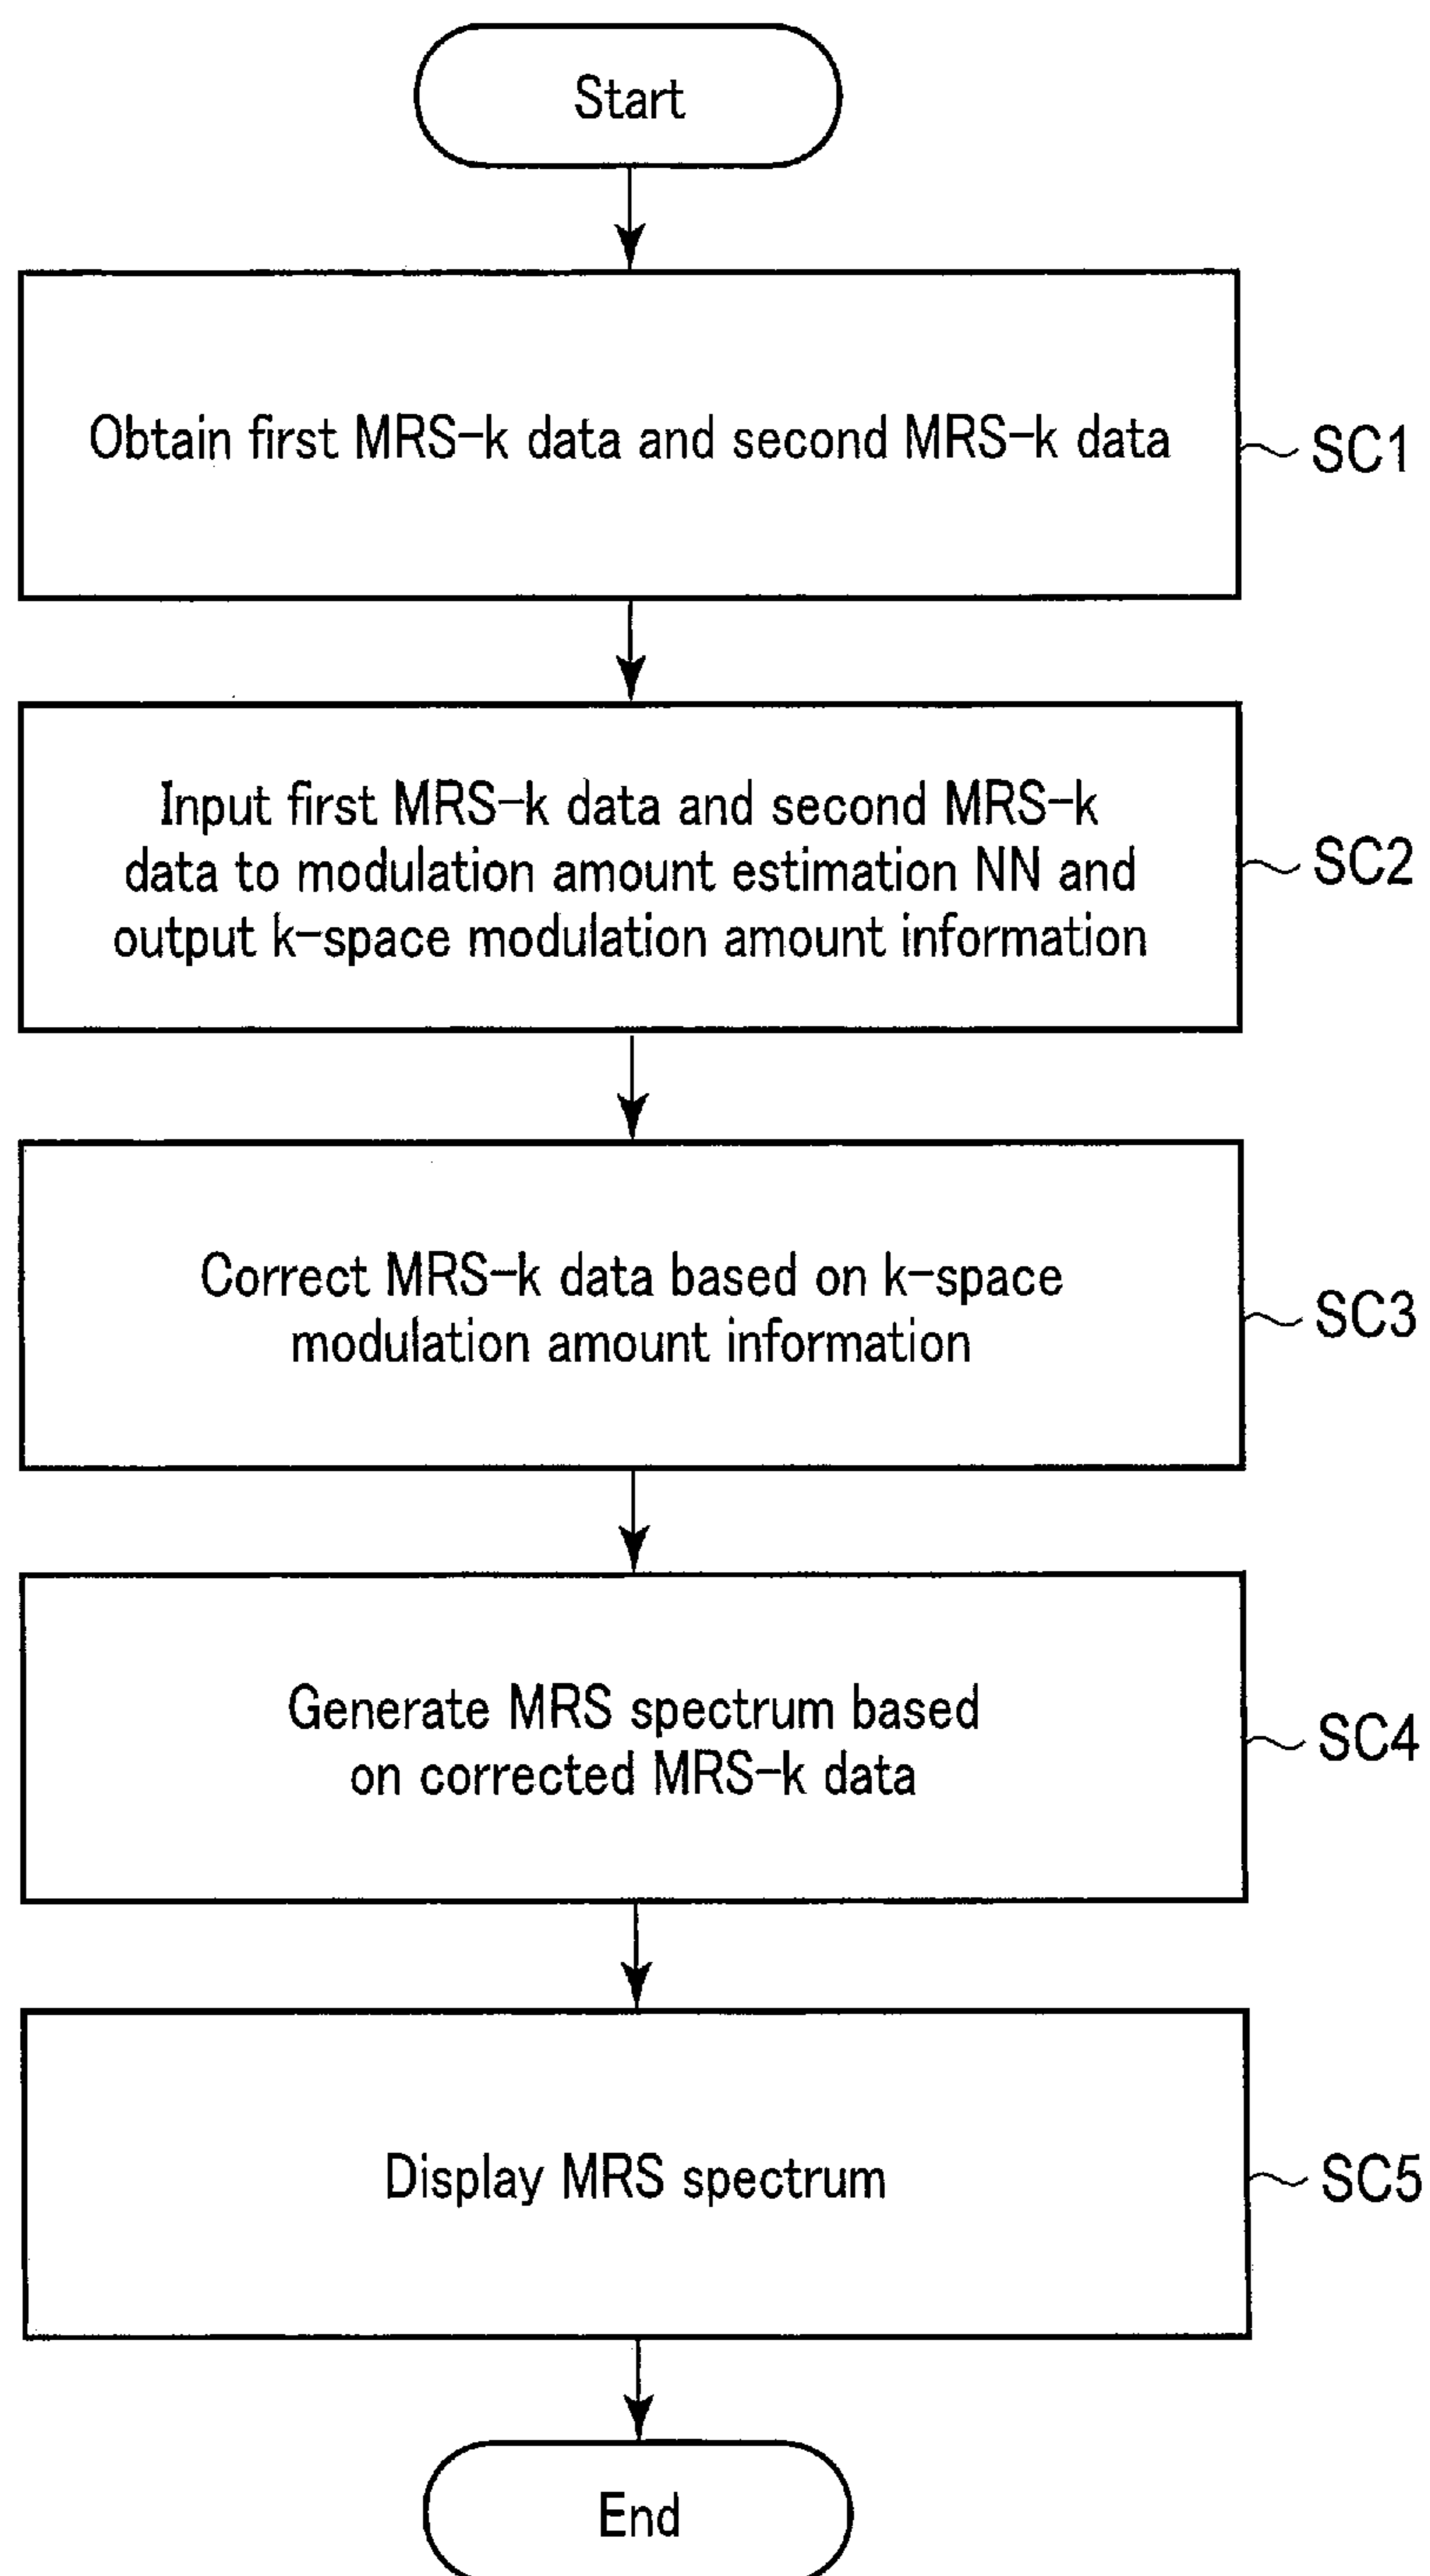 Start
Obtain first MRS-k data and second MRS-k data
SC1
Input first MRS-k data and second MRS-k
data to modulation amount estimation NN and
output k-space modulation amount information
SC2
Correct MRS-k data based on k-space
modulation amount information
SC3
Generate MRS spectrum based
on corrected MRS-k data
SC4
Display MRS spectrum
SC5
End